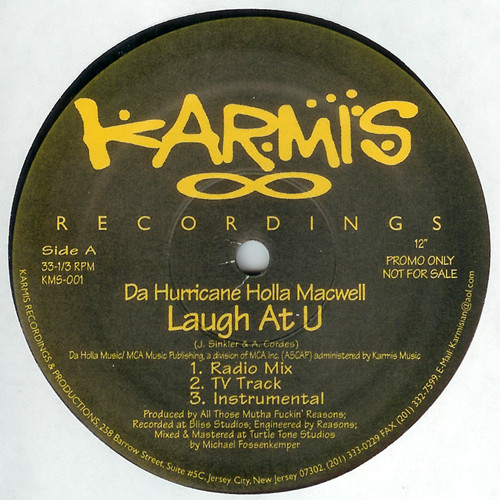 KARMIS
RECORDINGS
Side A
33-1/3 RPM
KMS-001
12"
PROMO ONLY
NOT FOR SALE
Da Hurricane Holla Macwell
Laugh At U
(J. Sinkler & A. Cordes)
Da Holla Music/ MCA Music Publishing, a division of MCA Inc. (ASCAP) administered by Karmis Music
1. Radio Mix
2. TV Track
3. Instrumental
Produced by All Those Mutha Fuckin' Reasons;
Recorded at Bliss Studios; Engineered by Reasons;
Mixed & Mastered at Turtle Tone Studios
by Michael Fossenkemper
KARMIS RECORDINGS & PRODUCTIONS, 258 Barrow Street, Suite #5C, Jersey City, New Jersey 07302, (201) 333-0229 FAX. (201) 332-7599, E-Mail: Karmisian@aol.com